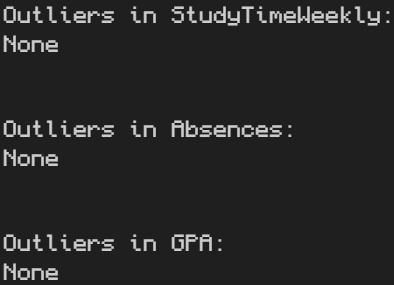 Outliers in StudyTimeWeekly:
None
Outliers in Absences:
None
Outliers in GPA:
None